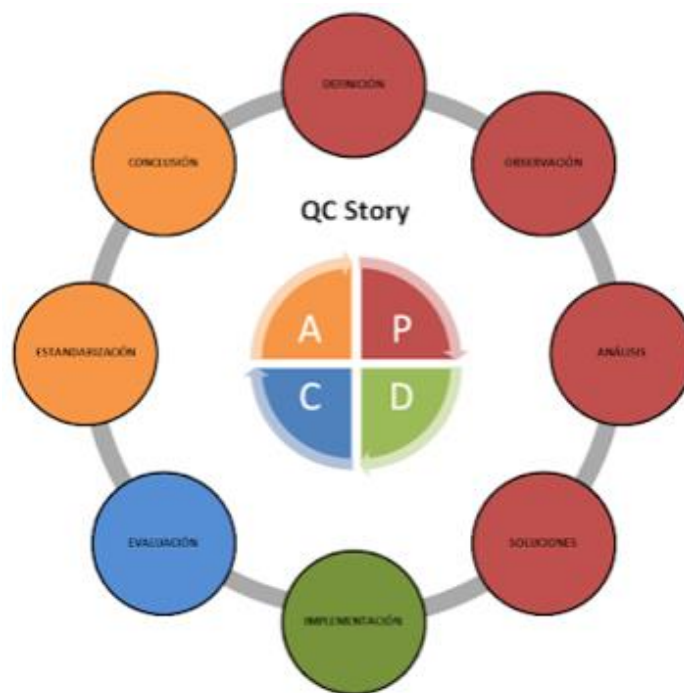 DEFINICIÓN
OBSERVACIÓN
ANÁLISIS
SOLUCIONES
IMPLEMENTACIÓN
EVALUACIÓN
ESTANDARIZACIÓN
CONCLUSIÓN
QC Story
A P
C D